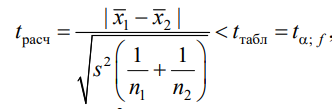 t_расч = | x̄₁ − x̄₂ | / √( s² ( 1/n₁ + 1/n₂ ) ) < t_табл = t_α; f ,